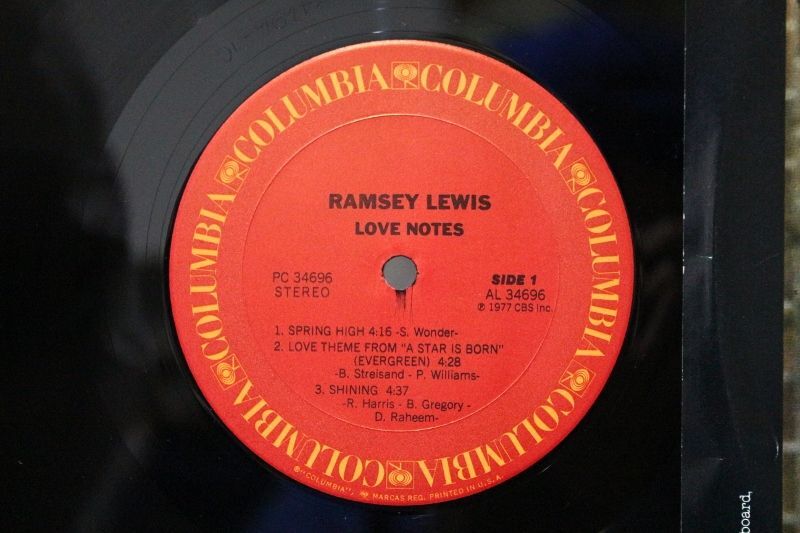 COLUMBIA COLUMBIA COLUMBIA COLUMBIA COLUMBIA COLUMBIA COLUMBIA
RAMSEY LEWIS
LOVE NOTES
PC 34696
STEREO
SIDE 1
AL 34696
℗ 1977 CBS Inc.
1. SPRING HIGH 4:16 -S. Wonder-
2. LOVE THEME FROM "A STAR IS BORN"
(EVERGREEN) 4:28
-B. Streisand - P. Williams-
3. SHINING 4:37
-R. Harris - B. Gregory -
D. Raheem-
®"COLUMBIA", MARCAS REG. PRINTED IN U.S.A.
board,